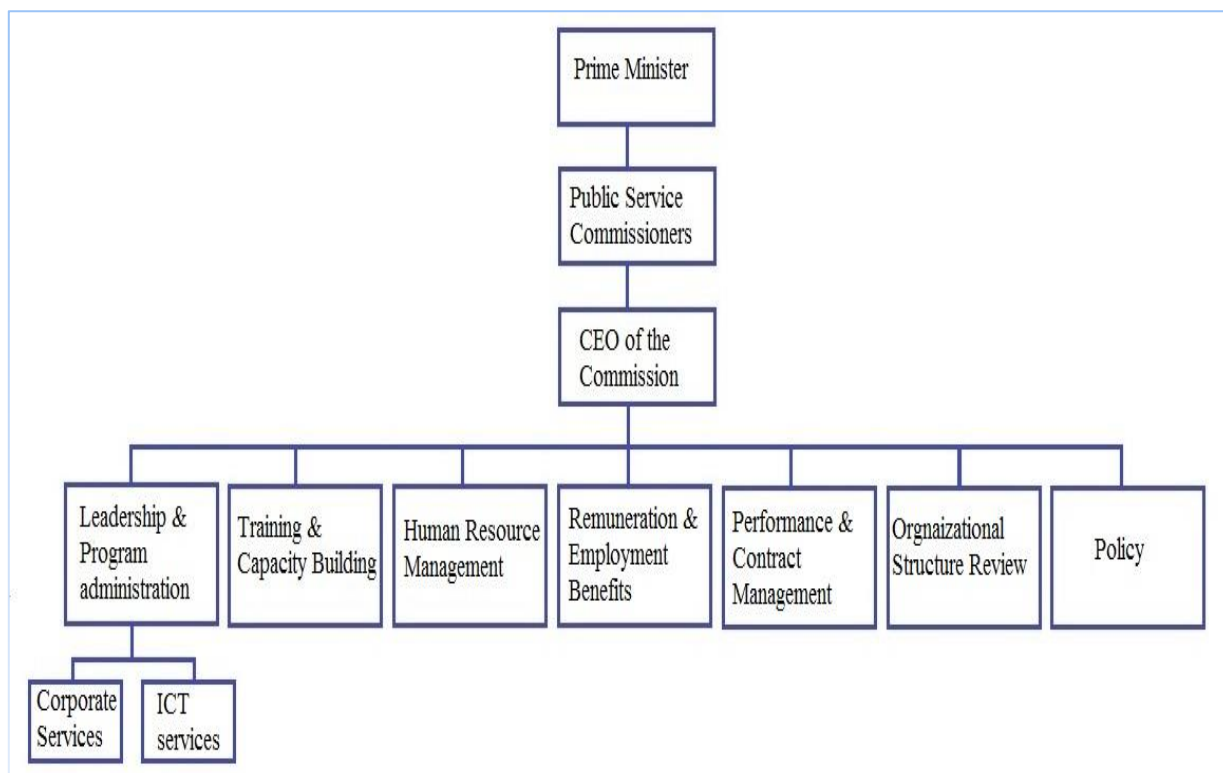 Prime Minister
Public Service
Commissioners
CEO of the
Commission
Leadership &
Program
administration
Training &
Capacity Building
Human Resource
Management
Remuneration &
Employment
Benefits
Performance &
Contract
Management
Orgnaizational
Structure Review
Policy
Corporate
Services
ICT
services